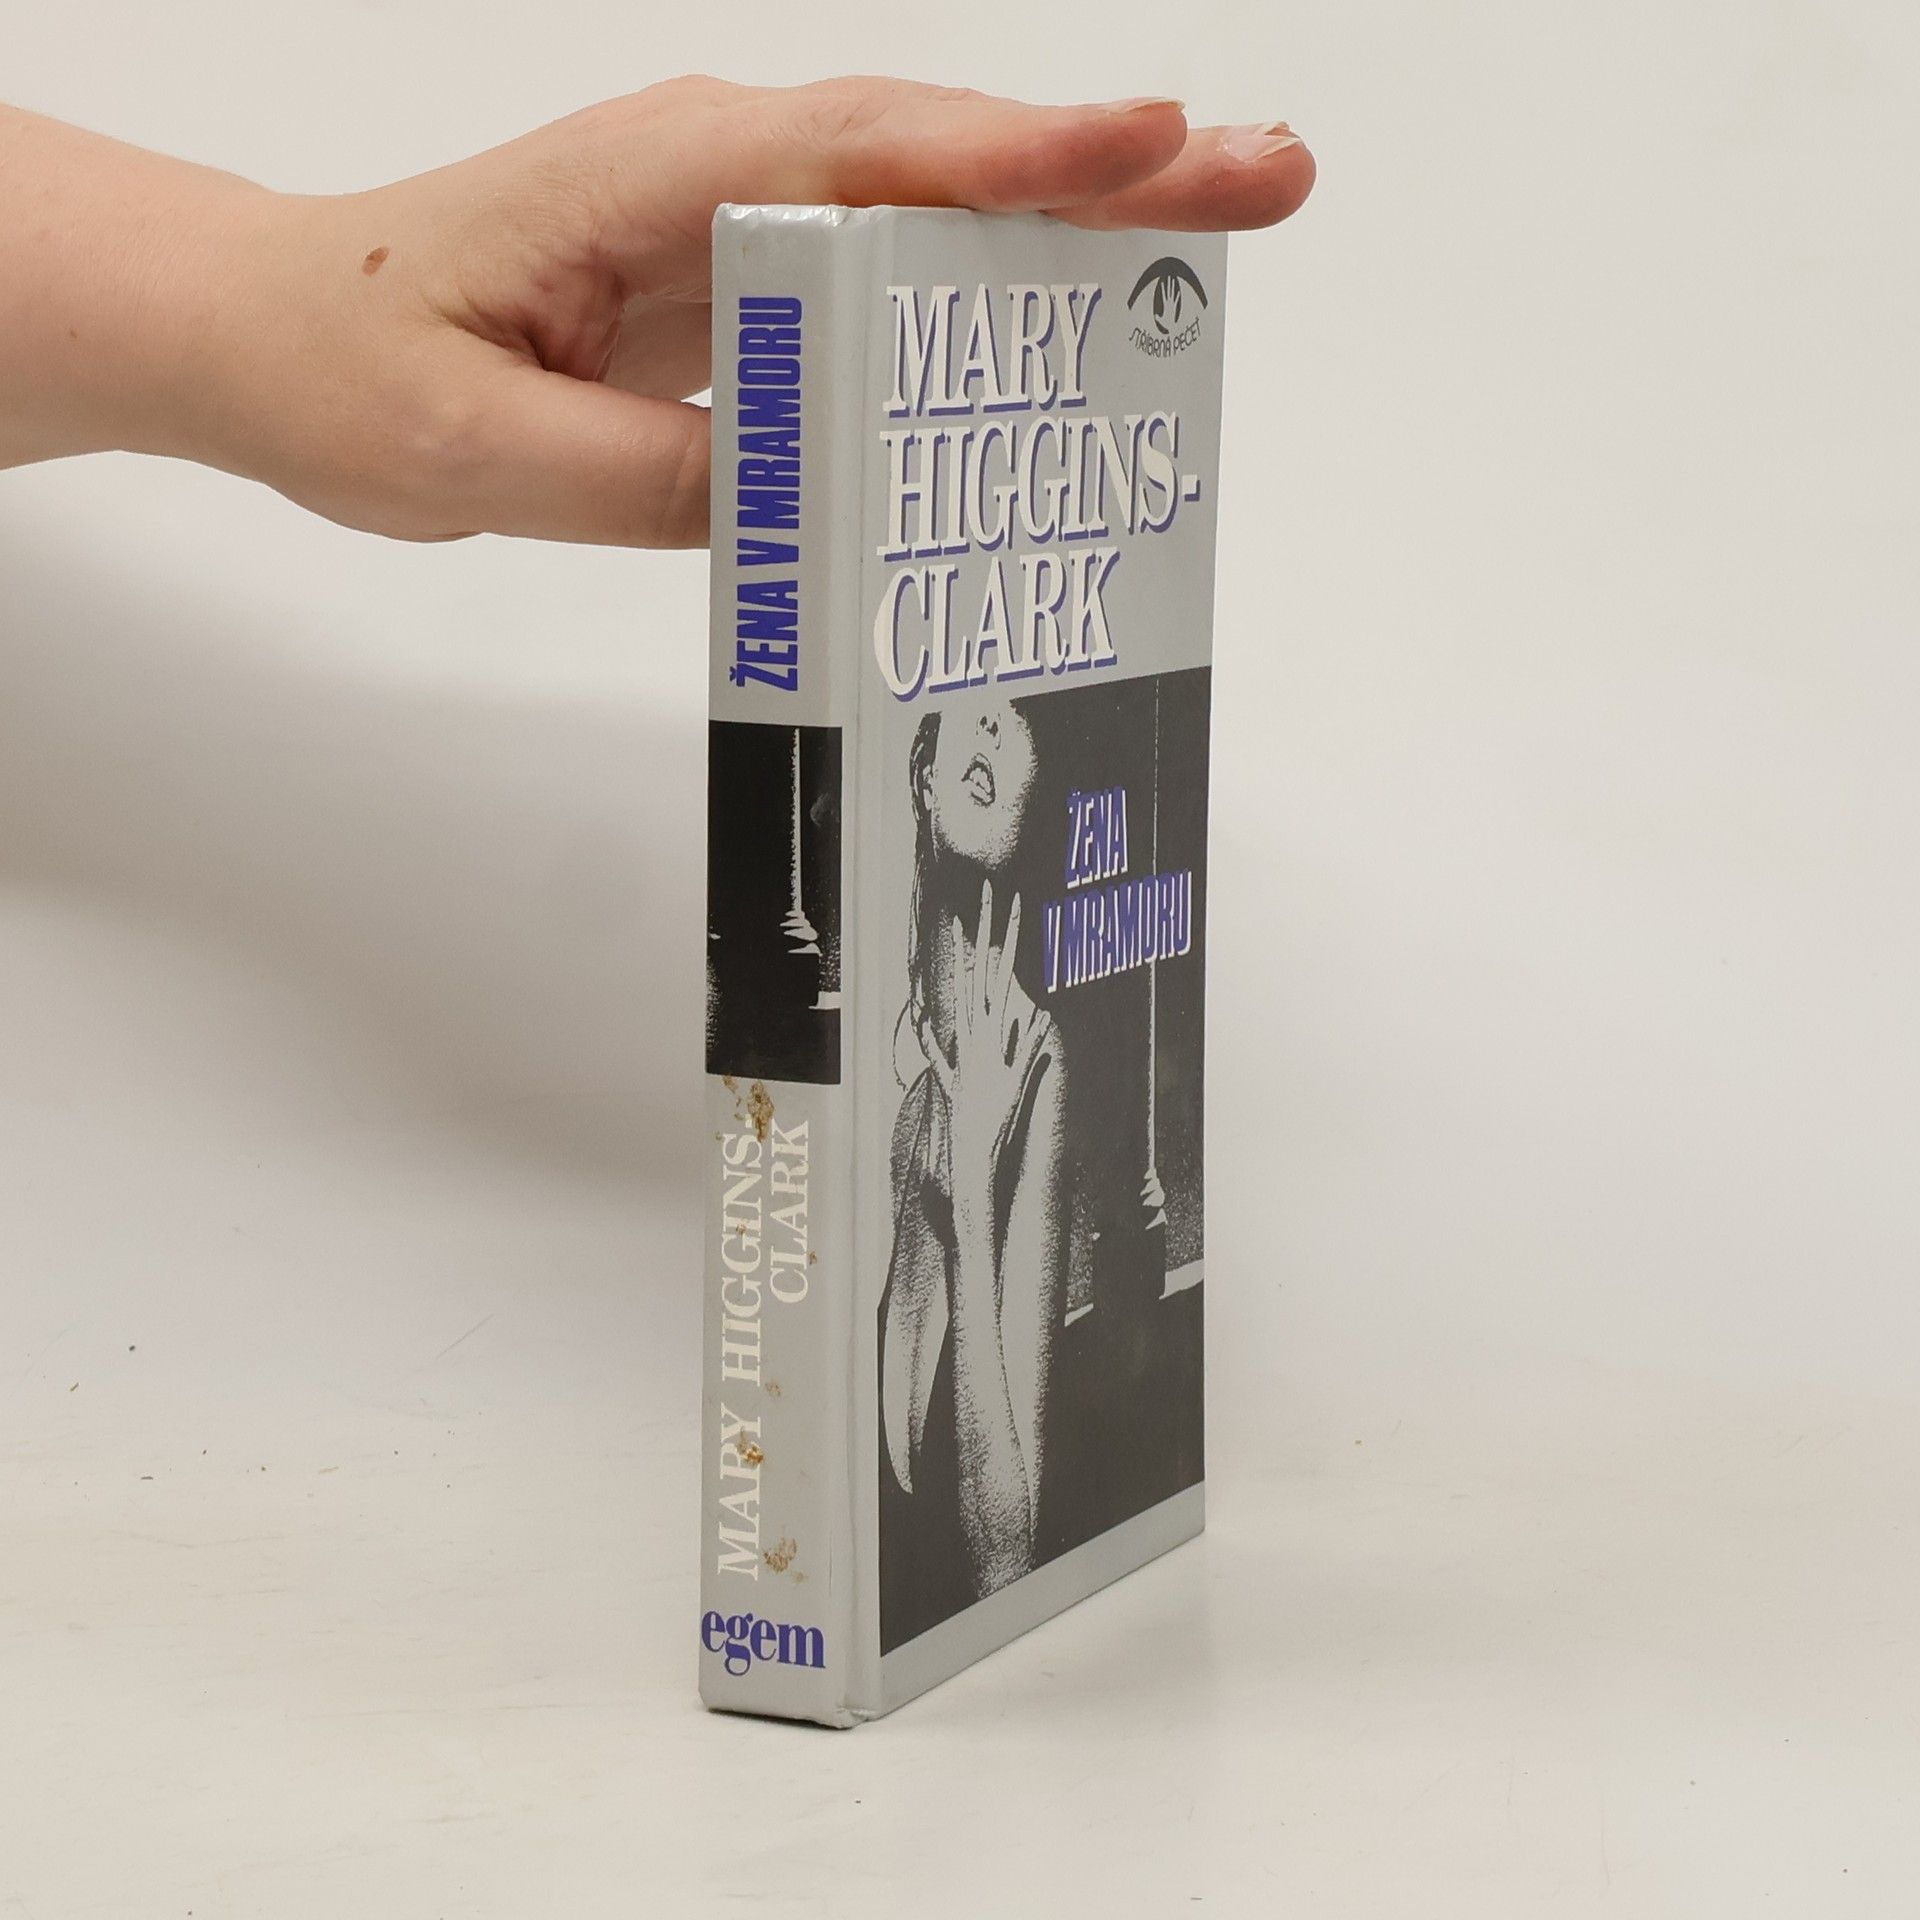 ŽENA V MRAMORU
MARY HIGGINS-
CLARK
egem
MARY
HIGGINS-
CLARK
STŘÍBRNÁ PEČEŤ
ŽENA
V MRAMORU